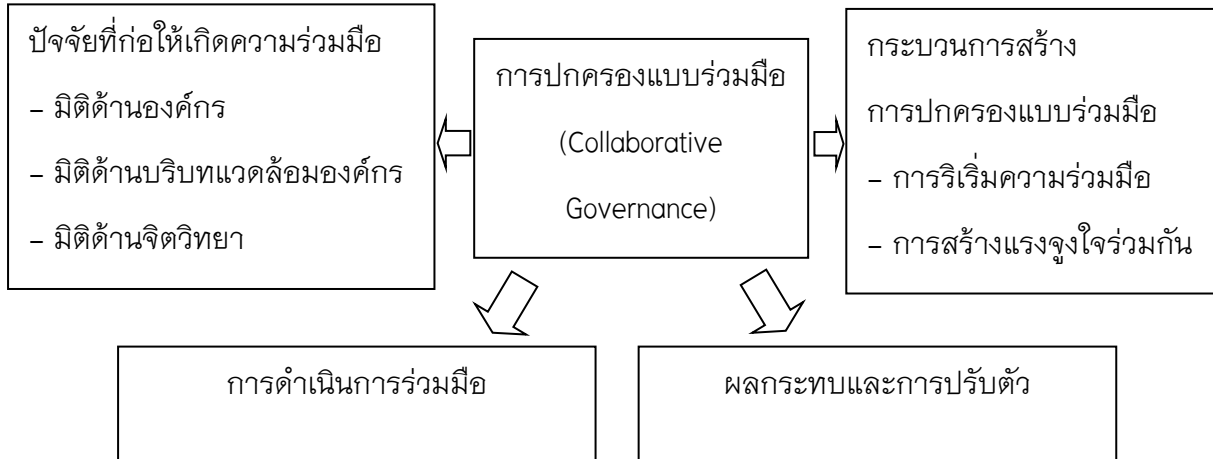 ปัจจัยที่ก่อให้เกิดความร่วมมือ
– มิติด้านองค์กร
– มิติด้านบริบทแวดล้อมองค์กร
– มิติด้านจิตวิทยา
การปกครองแบบร่วมมือ
(Collaborative
Governance)
กระบวนการสร้าง
การปกครองแบบร่วมมือ
– การริเริ่มความร่วมมือ
– การสร้างแรงจูงใจร่วมกัน
การดำเนินการร่วมมือ
ผลกระทบและการปรับตัว